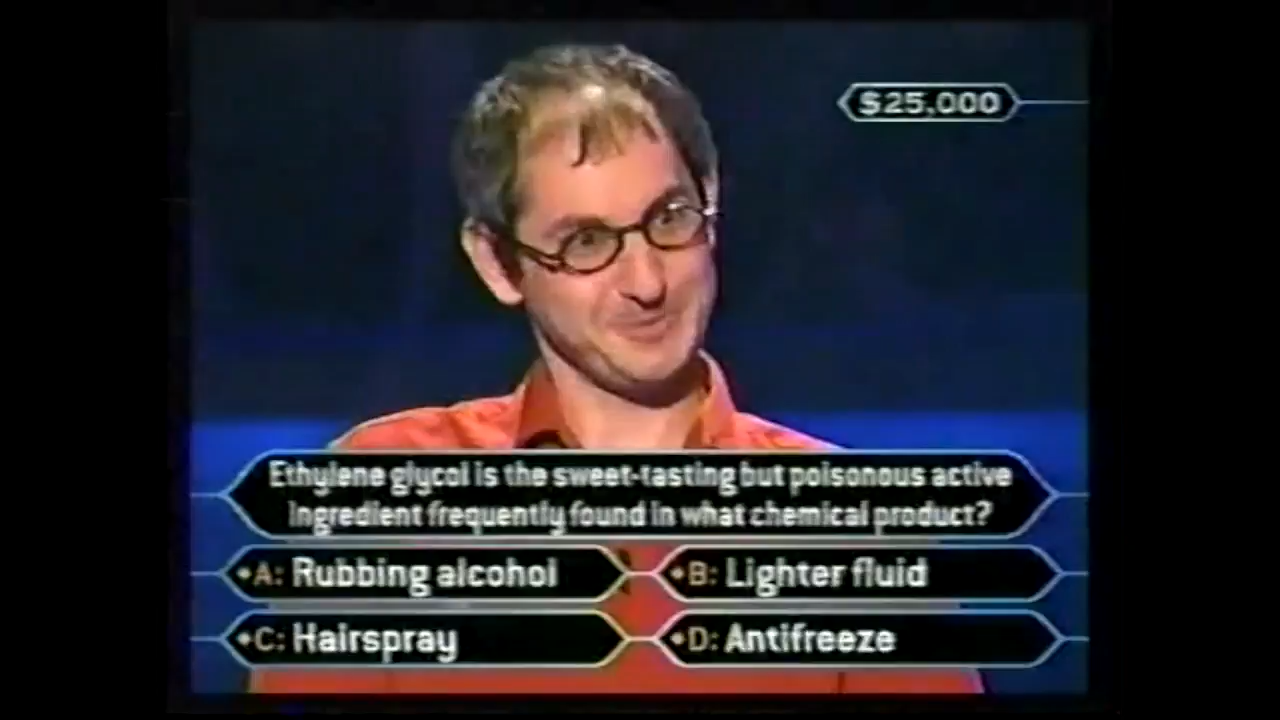 $25,000
Ethylene glycol is the sweet-tasting but poisonous active
ingredient frequently found in what chemical product?
A: Rubbing alcohol
B: Lighter fluid
C: Hairspray
D: Antifreeze